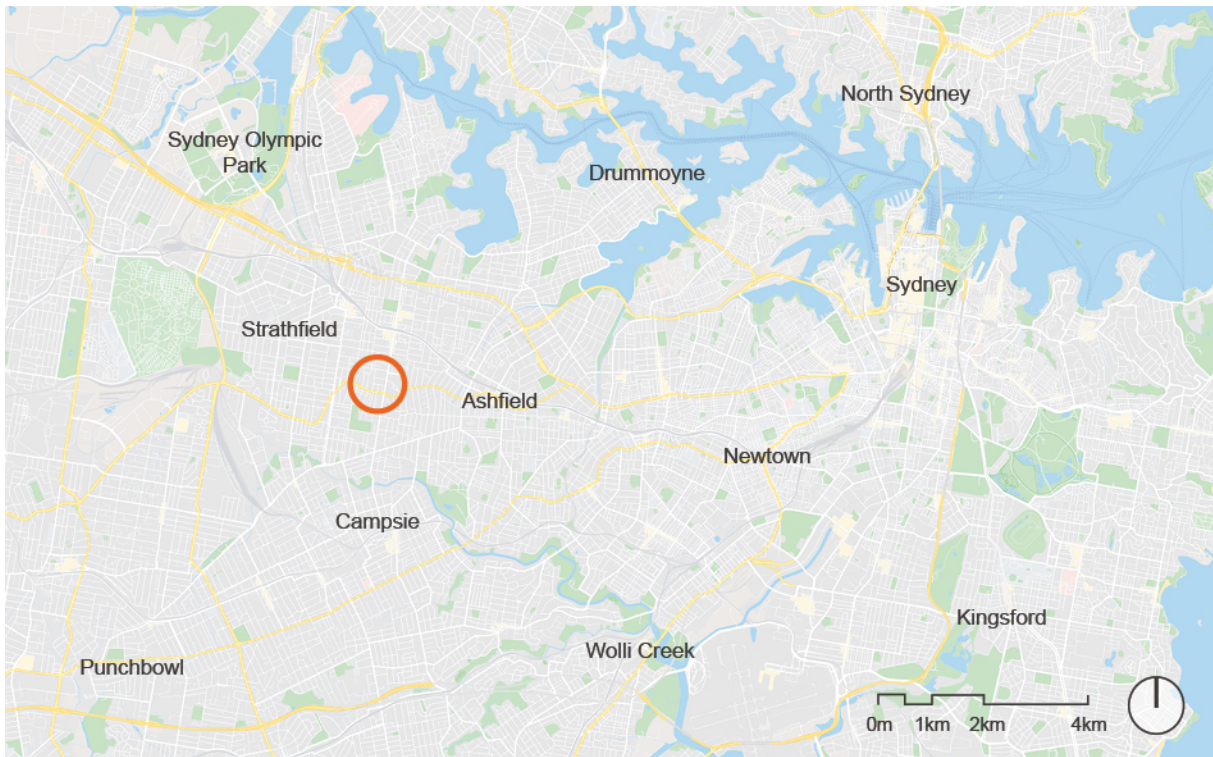 North Sydney
Sydney Olympic
Park
Drummoyne
Sydney
Strathfield
Ashfield
Newtown
Campsie
Kingsford
Wolli Creek
Punchbowl
0m 1km 2km 4km